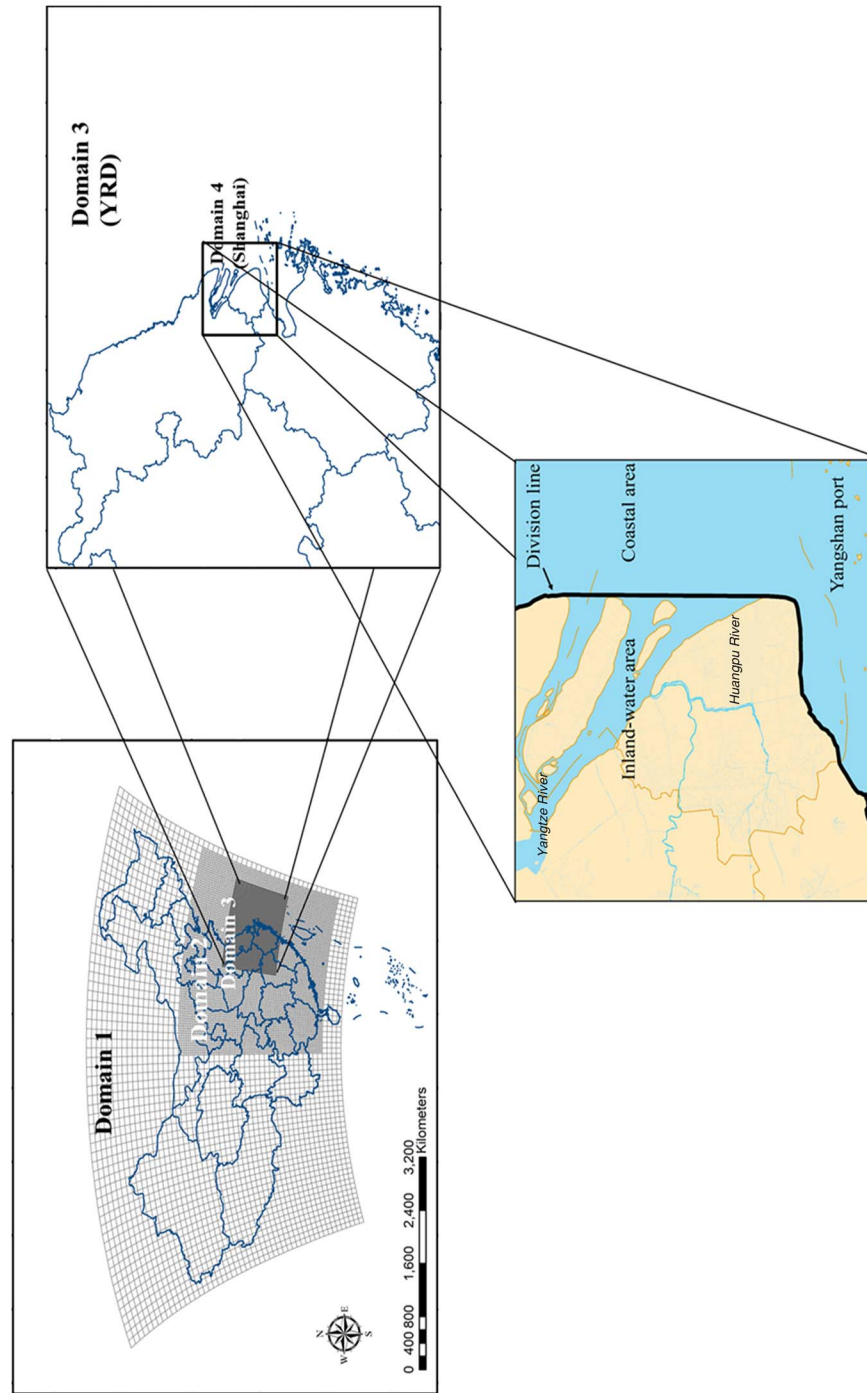 Domain 1
Domain 2
Domain 3
N
W
E
S
0 400 800 1,600 2,400 3,200
Kilometers
Domain 3
(YRD)
Domain 4
(Shanghai)
Division line
Yangtze River
Inland-water area
Coastal area
Huangpu River
Yangshan port